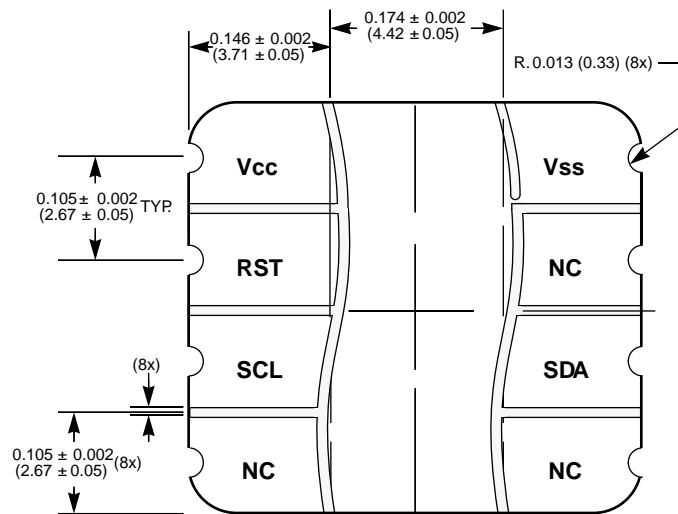 0.146 ± 0.002
(3.71 ± 0.05)
0.174 ± 0.002
(4.42 ± 0.05)
R. 0.013 (0.33) (8x)
Vcc
Vss
0.105 ± 0.002
(2.67 ± 0.05) TYP.
RST
NC
(8x)
SCL
SDA
0.105 ± 0.002
(2.67 ± 0.05) (8x)
NC
NC